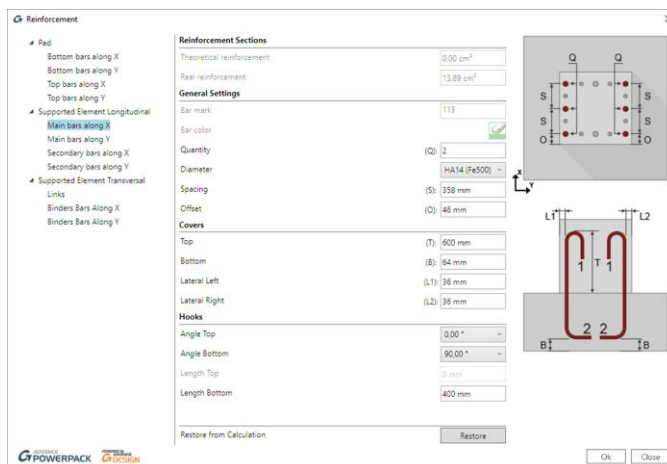 Reinforcement
Pad
Bottom bars along X
Bottom bars along Y
Top bars along X
Top bars along Y
Supported Element Longitudinal
Main bars along X
Main bars along Y
Secondary bars along X
Secondary bars along Y
Supported Element Transversal
Links
Binders Bars Along X
Binders Bars Along Y
Reinforcement Sections
Theoretical reinforcement 0.00 cm²
Real reinforcement 13.89 cm²
General Settings
Bar mark 113
Bar color
Quantity (Q): 2
Diameter HA14 (Fe500)
Spacing (S): 358 mm
Offset (O): 46 mm
Covers
Top (T): 600 mm
Bottom (B): 64 mm
Lateral Left (L1): 36 mm
Lateral Right (L2): 36 mm
Hooks
Angle Top 0,00 °
Angle Bottom 90,00 °
Length Top 0 mm
Length Bottom 400 mm
Restore from Calculation Restore
Q Q
S S
S S
O O
X
Y
L1 L2
1 T 1
2 2
B B
ADVANCE POWERPACK
POWERED BY ADVANCE DESIGN
Ok Close